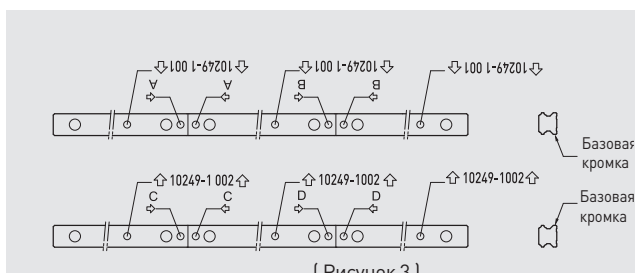 10249-1 001 10249-1 001 10249-1 001
A A B B
Базовая
кромка
10249-1 002 10249-1002 10249-1002
C C D D
Базовая
кромка
( Рисунок 3 )